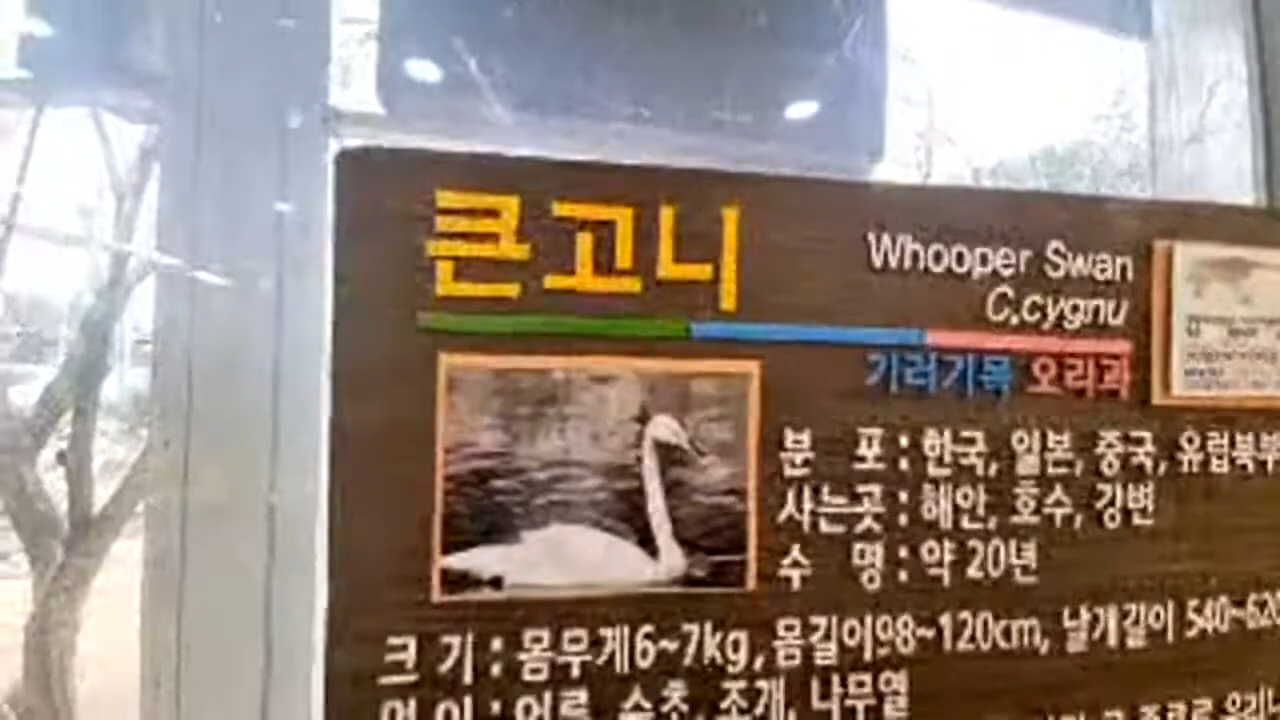 큰고니
Whooper Swan
C.cygnu
기러기목 오리과
분 포 : 한국, 일본, 중국, 유럽북부
사는곳 : 해안, 호수, 강변
수 명 : 약 20년
크 기 : 몸무게6~7kg, 몸길이98~120cm, 날개길이 540~620
먹 이 : 어류, 수초, 조개, 나무열